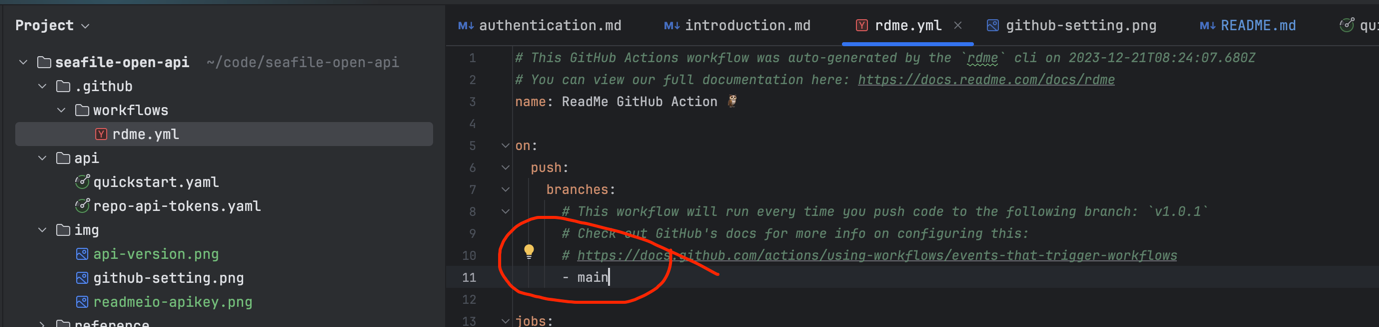 Project
seafile-open-api ~/code/seafile-open-api
.github
workflows
rdme.yml
api
quickstart.yaml
repo-api-tokens.yaml
img
api-version.png
github-setting.png
readmeio-apikey.png
reference
authentication.md introduction.md rdme.yml github-setting.png README.md qui
1 # This GitHub Actions workflow was auto-generated by the `rdme` cli on 2023-12-21T08:24:07.680Z
2 # You can view our full documentation here: https://docs.readme.com/docs/rdme
3 name: ReadMe GitHub Action 🦉
4
5 on:
6 push:
7 branches:
8 # This workflow will run every time you push code to the following branch: `v1.0.1`
9 # Check out GitHub's docs for more info on configuring this:
10 # https://docs.github.com/actions/using-workflows/events-that-trigger-workflows
11 - main
12
13 jobs: